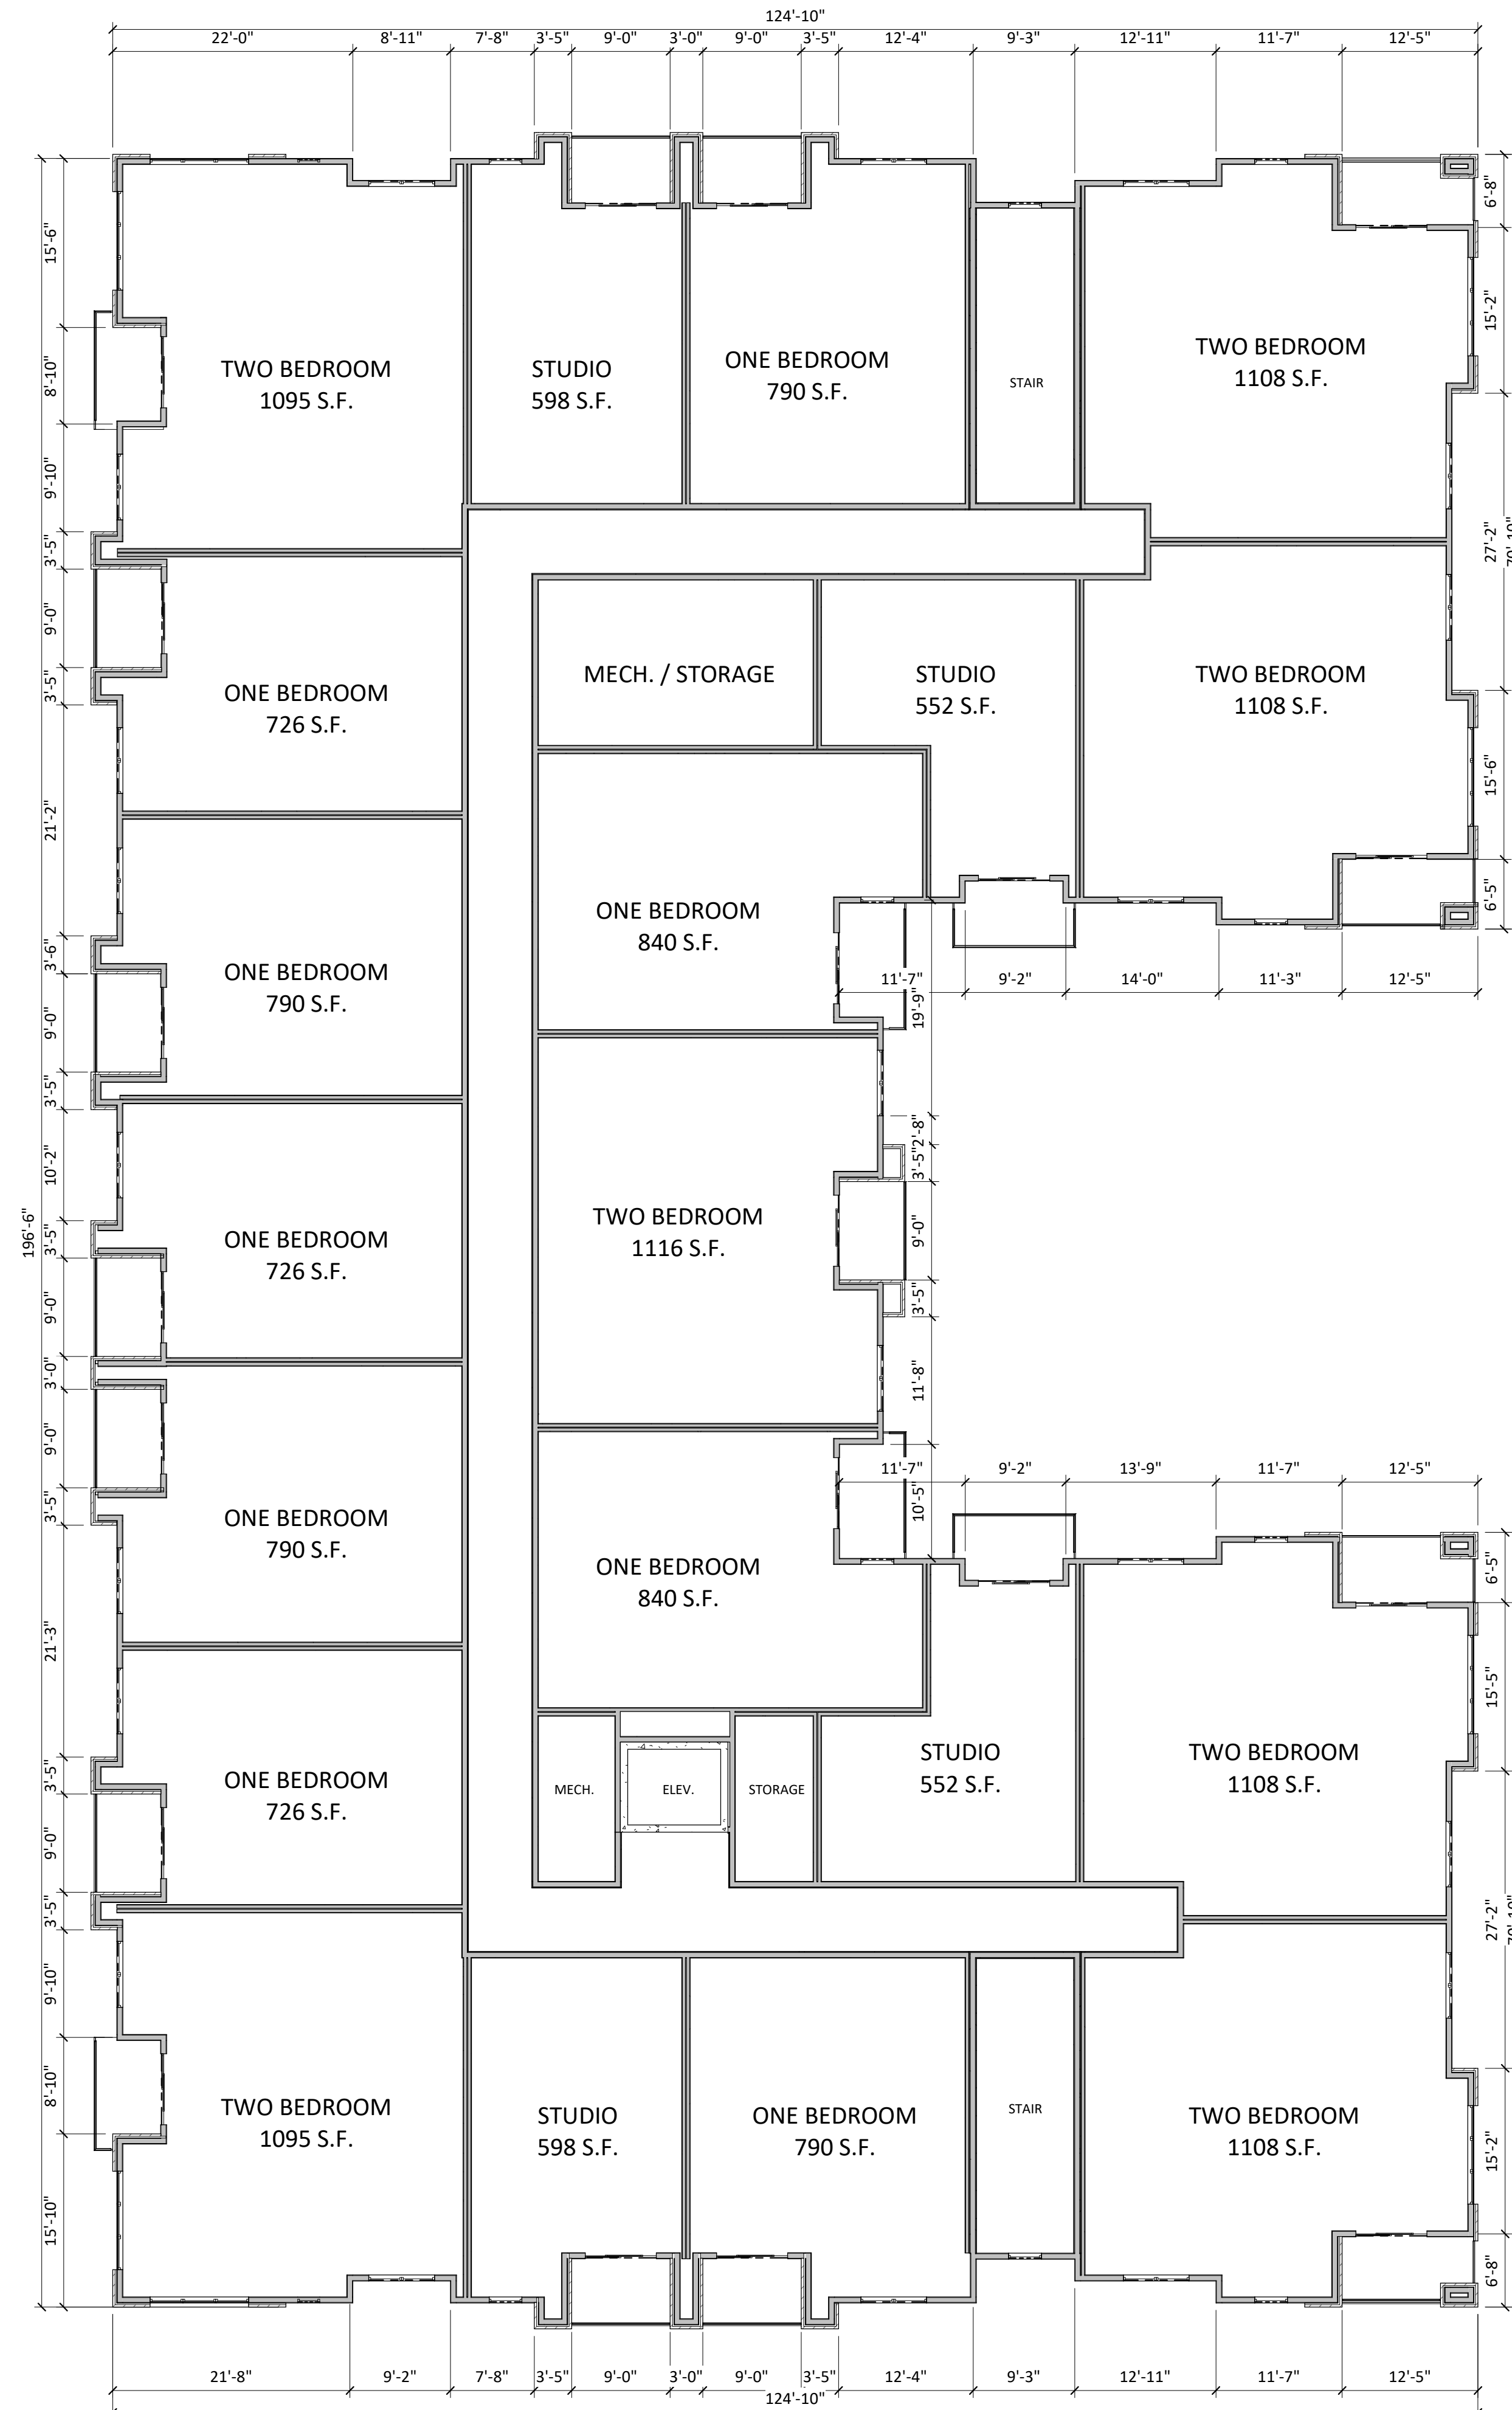 124'-10"
22'-0"
8'-11"
7'-8"
3'-5"
9'-0"
3'-0"
9'-0"
3'-5"
12'-4"
9'-3"
12'-11"
11'-7"
12'-5"
6'-8"
15'-2"
27'-2"
15'-6"
6'-5"
196'-6"
15'-6"
8'-10"
9'-10"
3'-5"
9'-0"
3'-5"
21'-2"
3'-6"
9'-0"
3'-5"
10'-2"
3'-5"
9'-0"
3'-0"
9'-0"
3'-5"
21'-3"
3'-5"
9'-0"
3'-5"
9'-10"
8'-10"
15'-10"
TWO BEDROOM
1095 S.F.
STUDIO
598 S.F.
ONE BEDROOM
790 S.F.
STAIR
TWO BEDROOM
1108 S.F.
ONE BEDROOM
726 S.F.
MECH. / STORAGE
STUDIO
552 S.F.
TWO BEDROOM
1108 S.F.
ONE BEDROOM
790 S.F.
ONE BEDROOM
840 S.F.
11'-7"
9'-2"
14'-0"
11'-3"
12'-5"
19'-9"
2'-8"
3'-5"
9'-0"
3'-5"
11'-8"
10'-5"
ONE BEDROOM
726 S.F.
TWO BEDROOM
1116 S.F.
11'-7"
9'-2"
13'-9"
11'-7"
12'-5"
ONE BEDROOM
790 S.F.
ONE BEDROOM
840 S.F.
6'-5"
15'-5"
27'-2"
15'-2"
6'-8"
ONE BEDROOM
726 S.F.
MECH.
ELEV.
STORAGE
STUDIO
552 S.F.
TWO BEDROOM
1108 S.F.
TWO BEDROOM
1095 S.F.
STUDIO
598 S.F.
ONE BEDROOM
790 S.F.
STAIR
TWO BEDROOM
1108 S.F.
21'-8"
9'-2"
7'-8"
3'-5"
9'-0"
3'-0"
9'-0"
3'-5"
12'-4"
9'-3"
12'-11"
11'-7"
12'-5"
124'-10"